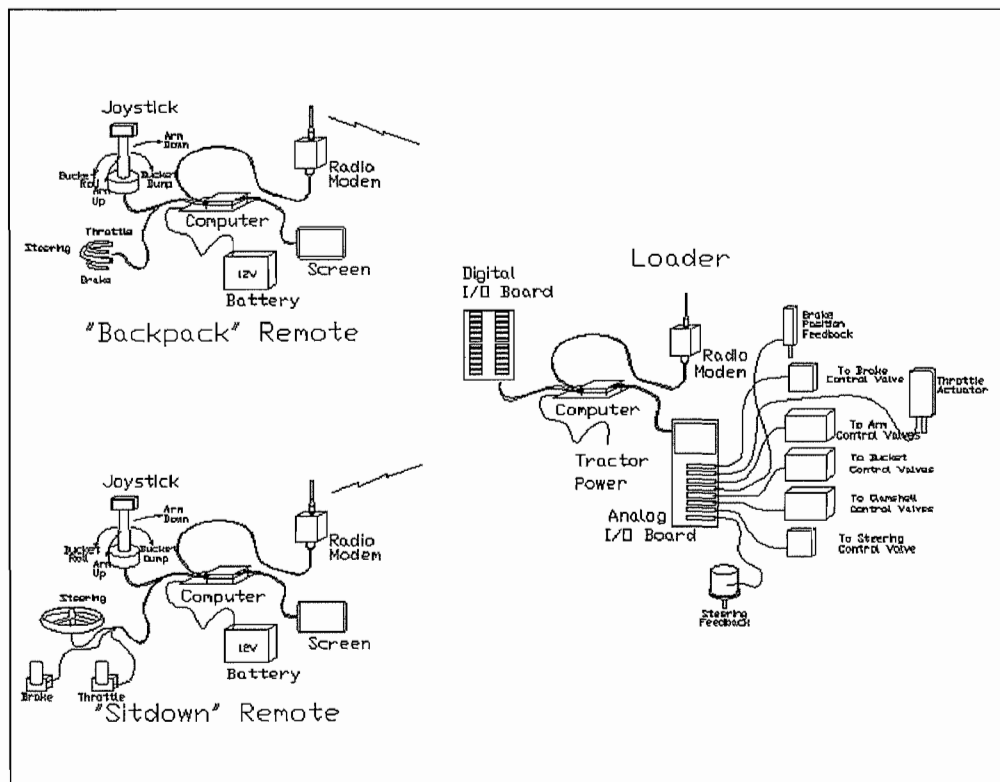 Joystick
Arm
Down
Bucket
Roll
Arm
Up
Bucket
Dump
Radio
Modem
Computer
Throttle
Steering
Brake
12V
Battery
Screen
"Backpack" Remote
Joystick
Arm
Down
Bucket
Roll
Arm
Up
Bucket
Dump
Radio
Modem
Computer
Steering
12V
Battery
Screen
Brake
Throttle
"Sitdown" Remote
Loader
Digital
I/O Board
Radio
Modem
Computer
Tractor
Power
Analog
I/O Board
Brake
Position
Feedback
To Brake
Control Valve
Throttle
Actuator
To Arm
Control Valves
To Bucket
Control Valves
To Clamshell
Control Valves
To Steering
Control Valve
Steering
Feedback